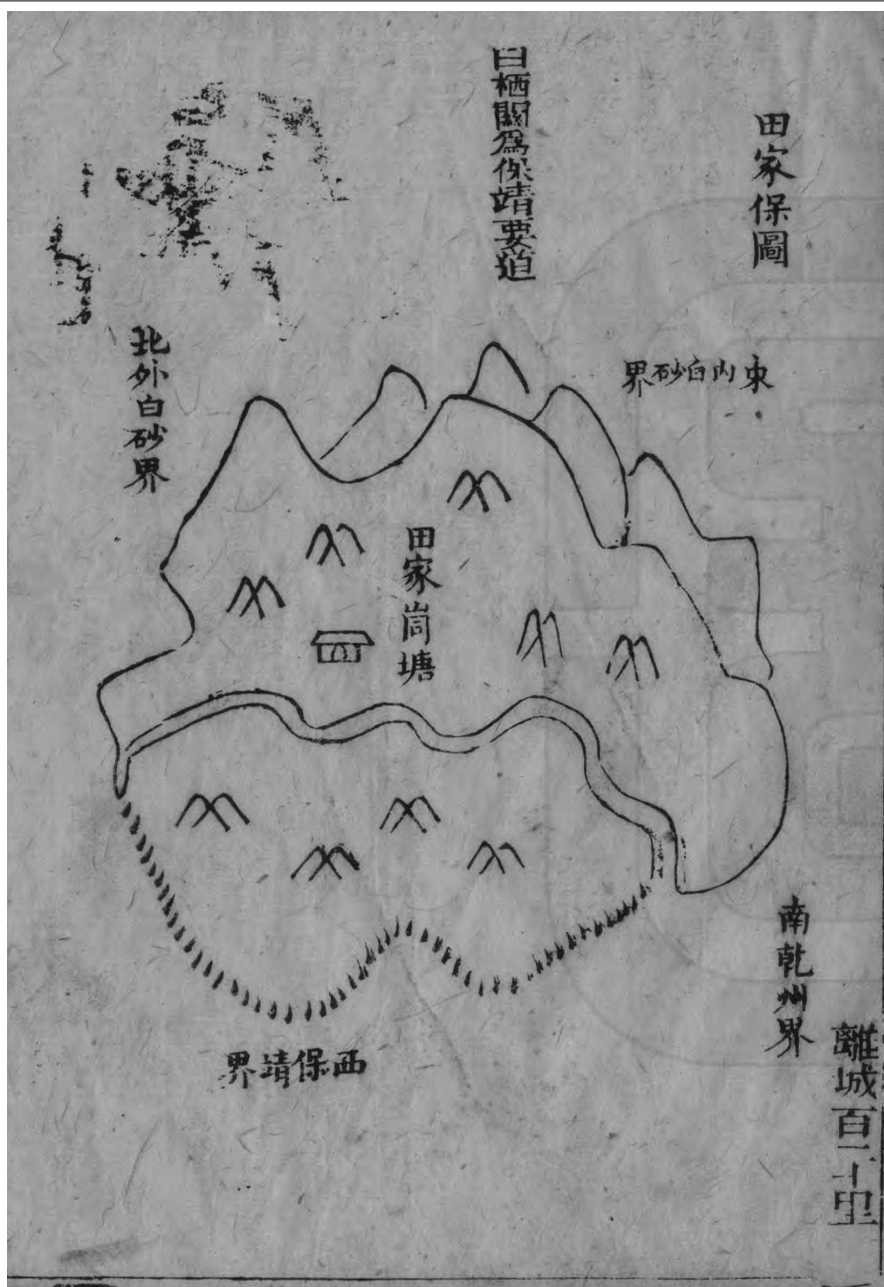 田家保圖
白栖關爲保靖要道
東內白砂界
北外白砂界
田家崗塘
南乾州界
西保靖界
離城百二十里